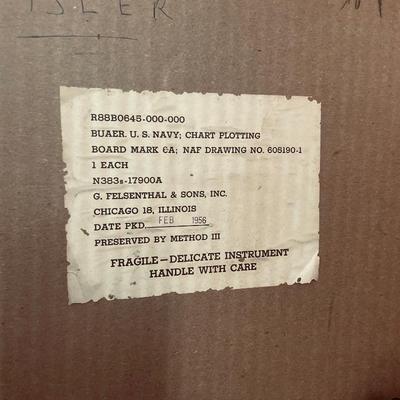 ISLER
R88B0645-000-000
BUAER. U. S. NAVY; CHART PLOTTING
BOARD MARK 6A; NAF DRAWING NO. 605190-1
1 EACH
N383s-17900A
G. FELSENTHAL & SONS, INC.
CHICAGO 18, ILLINOIS
DATE PKD. FEB 1956
PRESERVED BY METHOD III
FRAGILE—DELICATE INSTRUMENT
HANDLE WITH CARE